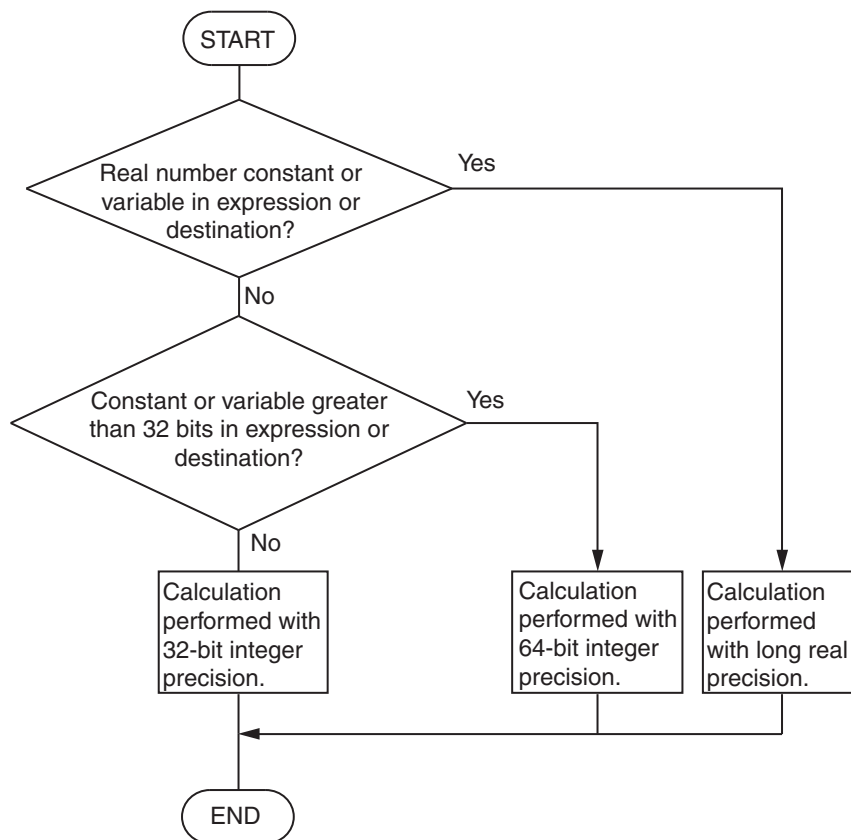 START
Real number constant or
variable in expression or
destination?
Yes
No
Constant or variable greater
than 32 bits in expression or
destination?
Yes
No
Calculation
performed with
32-bit integer
precision.
Calculation
performed with
64-bit integer
precision.
Calculation
performed
with long real
precision.
END